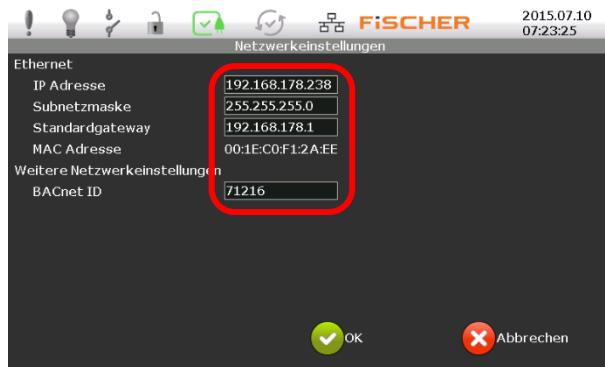 FiSCHER
2015.07.10
07:23:25
Netzwerkeinstellungen
Ethernet
IP Adresse 192.168.178.238
Subnetzmaske 255.255.255.0
Standardgateway 192.168.178.1
MAC Adresse 00:1E:C0:F1:2A:EE
Weitere Netzwerkeinstellungen
BACnet ID 71216
OK Abbrechen